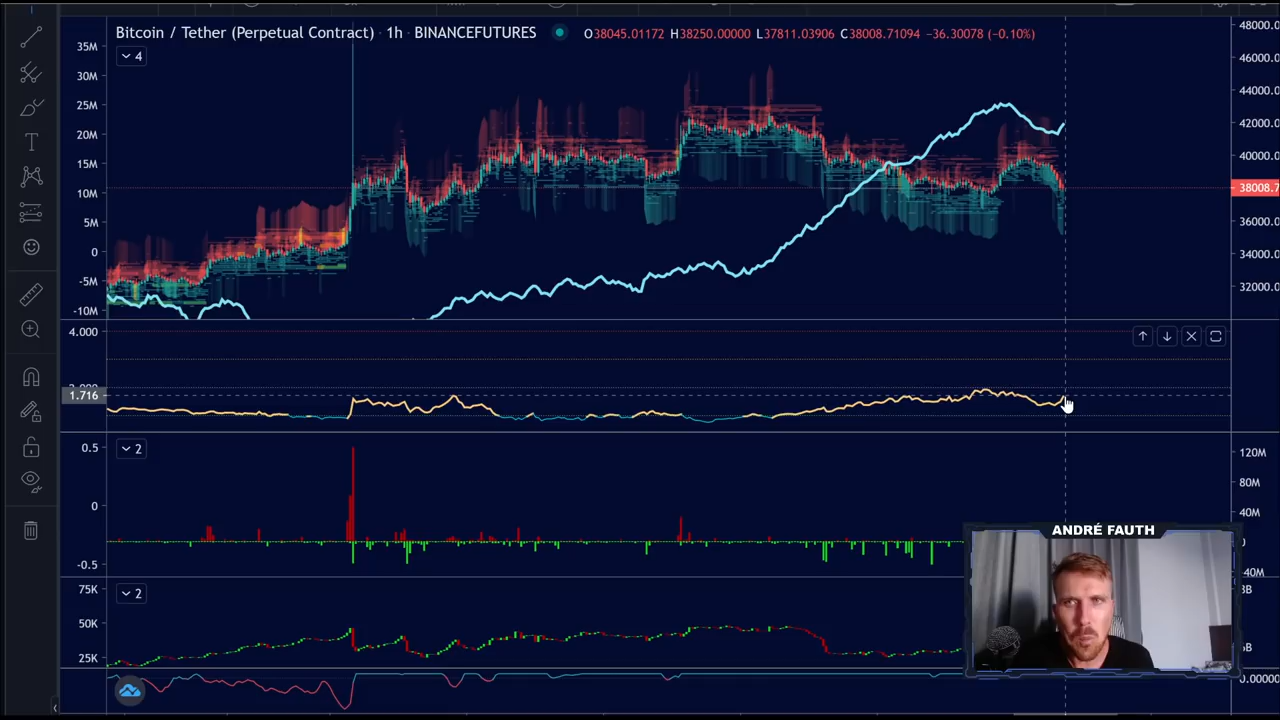 Bitcoin / Tether (Perpetual Contract) · 1h · BINANCEFUTURES
O38045.01172 H38250.00000 L37811.03906 C38008.71094 −36.30078 (−0.10%)
4
35M
30M
25M
20M
15M
10M
5M
0
-5M
-10M
48000.0
46000.0
44000.0
42000.0
40000.0
38008.7
36000.0
34000.0
32000.0
4.000
1.716
2
0.5
0
-0.5
120M
80M
40M
ANDRÉ FAUTH
2
75K
50K
25K
0.00000